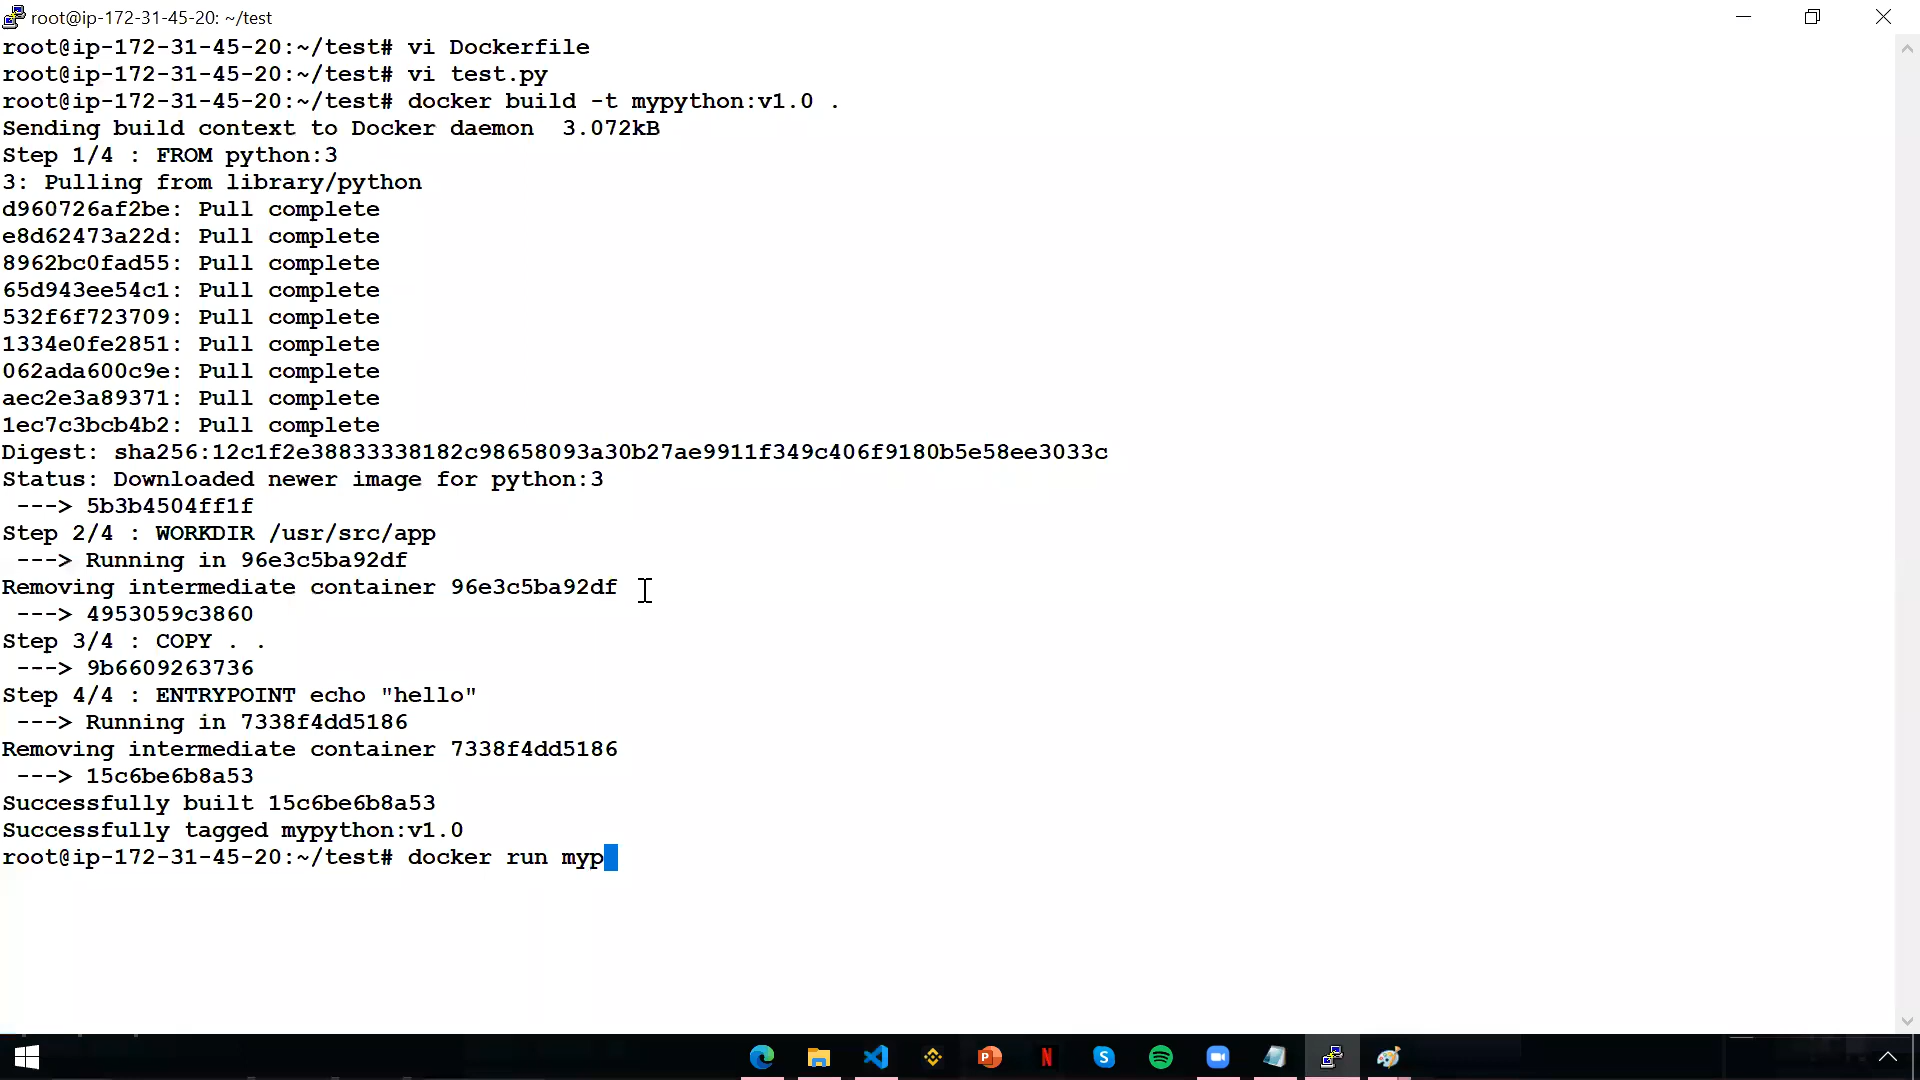 root@ip-172-31-45-20: ~/test
root@ip-172-31-45-20:~/test# vi Dockerfile
root@ip-172-31-45-20:~/test# vi test.py
root@ip-172-31-45-20:~/test# docker build -t mypython:v1.0 .
Sending build context to Docker daemon  3.072kB
Step 1/4 : FROM python:3
3: Pulling from library/python
d960726af2be: Pull complete
e8d62473a22d: Pull complete
8962bc0fad55: Pull complete
65d943ee54c1: Pull complete
532f6f723709: Pull complete
1334e0fe2851: Pull complete
062ada600c9e: Pull complete
aec2e3a89371: Pull complete
1ec7c3bcb4b2: Pull complete
Digest: sha256:12c1f2e38833338182c98658093a30b27ae9911f349c406f9180b5e58ee3033c
Status: Downloaded newer image for python:3
 ---> 5b3b4504ff1f
Step 2/4 : WORKDIR /usr/src/app
 ---> Running in 96e3c5ba92df
Removing intermediate container 96e3c5ba92df
 ---> 4953059c3860
Step 3/4 : COPY . .
 ---> 9b6609263736
Step 4/4 : ENTRYPOINT echo "hello"
 ---> Running in 7338f4dd5186
Removing intermediate container 7338f4dd5186
 ---> 15c6be6b8a53
Successfully built 15c6be6b8a53
Successfully tagged mypython:v1.0
root@ip-172-31-45-20:~/test# docker run myp